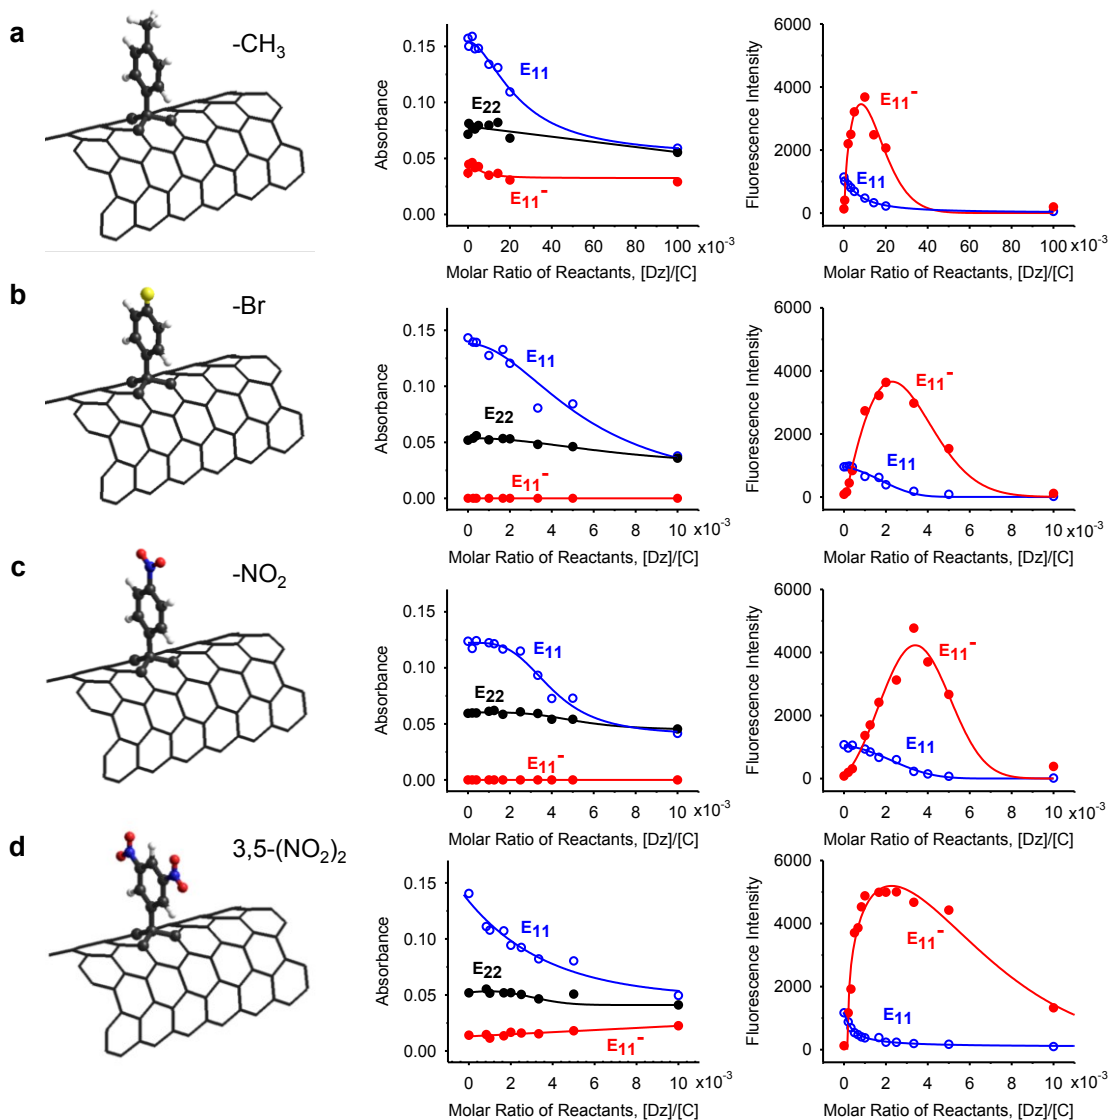 a
-CH3
Absorbance
0.15
0.10
0.05
0.00
E11
E22
E11-
0 20 40 60 80 100 x10-3
Molar Ratio of Reactants, [Dz]/[C]
Fluorescence Intensity
6000
4000
2000
0
E11-
E11
0 20 40 60 80 100 x10-3
Molar Ratio of Reactants, [Dz]/[C]
b
-Br
Absorbance
0.15
0.10
0.05
0.00
E11
E22
E11-
0 2 4 6 8 10 x10-3
Molar Ratio of Reactants, [Dz]/[C]
Fluorescence Intensity
6000
4000
2000
0
E11-
E11
0 2 4 6 8 10 x10-3
Molar Ratio of Reactants, [Dz]/[C]
c
-NO2
Absorbance
0.15
0.10
0.05
0.00
E11
E22
E11-
0 2 4 6 8 10 x10-3
Molar Ratio of Reactants, [Dz]/[C]
Fluorescence Intensity
6000
4000
2000
0
E11-
E11
0 2 4 6 8 10 x10-3
Molar Ratio of Reactants, [Dz]/[C]
d
3,5-(NO2)2
Absorbance
0.15
0.10
0.05
0.00
E11
E22
E11-
0 2 4 6 8 10 x10-3
Molar Ratio of Reactants, [Dz]/[C]
Fluorescence Intensity
6000
4000
2000
0
E11-
E11
0 2 4 6 8 10 x10-3
Molar Ratio of Reactants, [Dz]/[C]